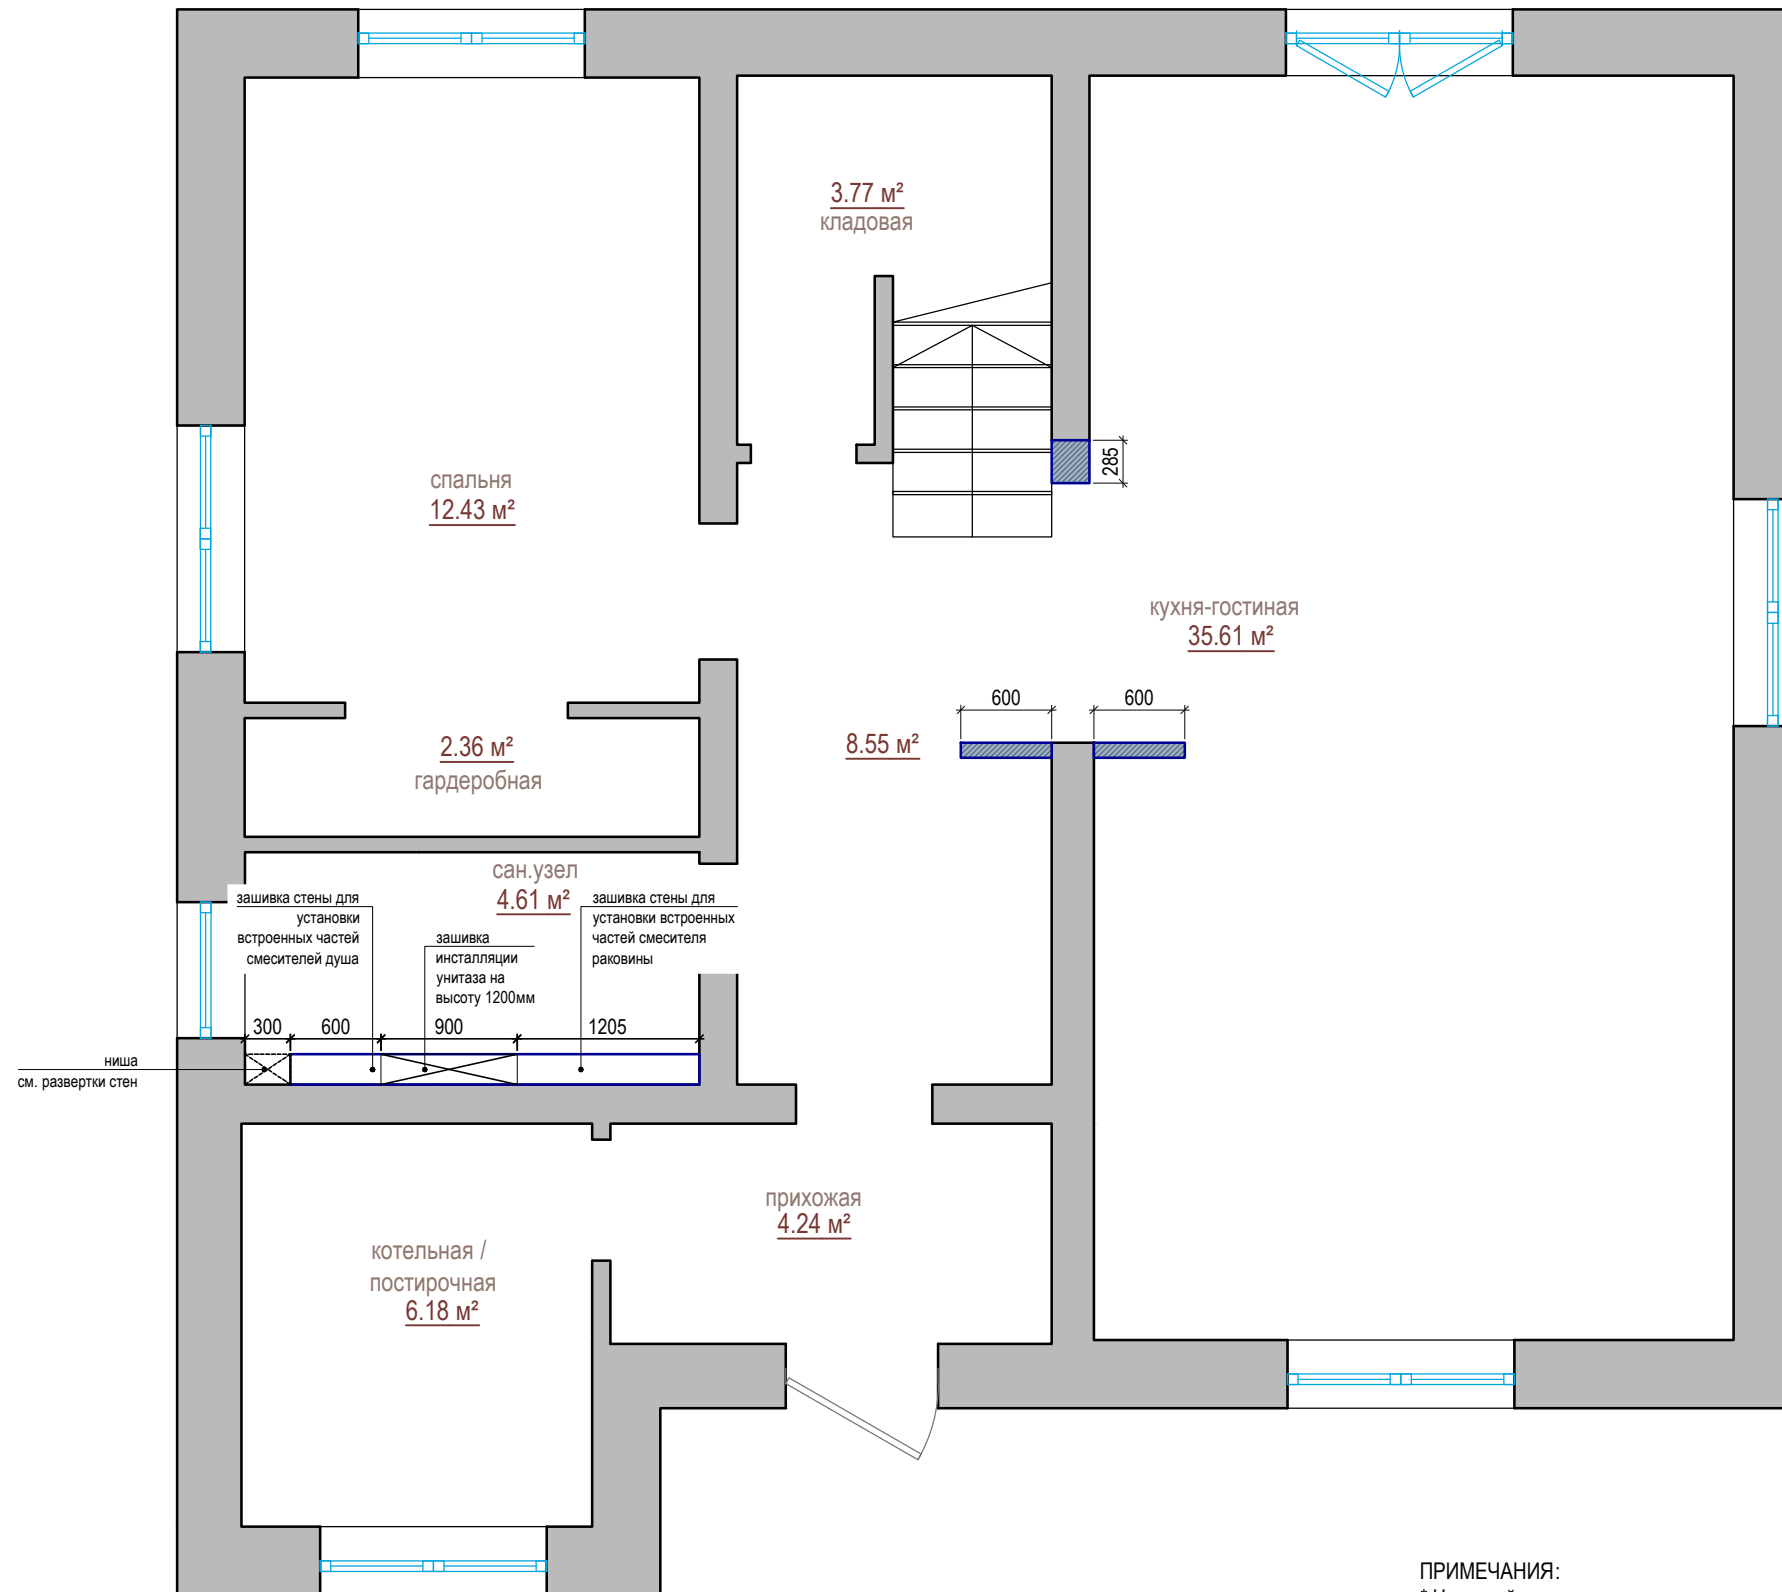 3.77 м²
кладовая
285
спальня
12.43 м²
кухня-гостиная
35.61 м²
600
600
8.55 м²
2.36 м²
гардеробная
сан.узел
4.61 м²
зашивка стены для
установки
встроенных частей
смесителей душа
зашивка
инсталляции
унитаза на
высоту 1200мм
зашивка стены для
установки встроенных
частей смесителя
раковины
300
600
900
1205
ниша
см. развертки стен
прихожая
4.24 м²
котельная /
постирочная
6.18 м²
ПРИМЕЧАНИЯ: